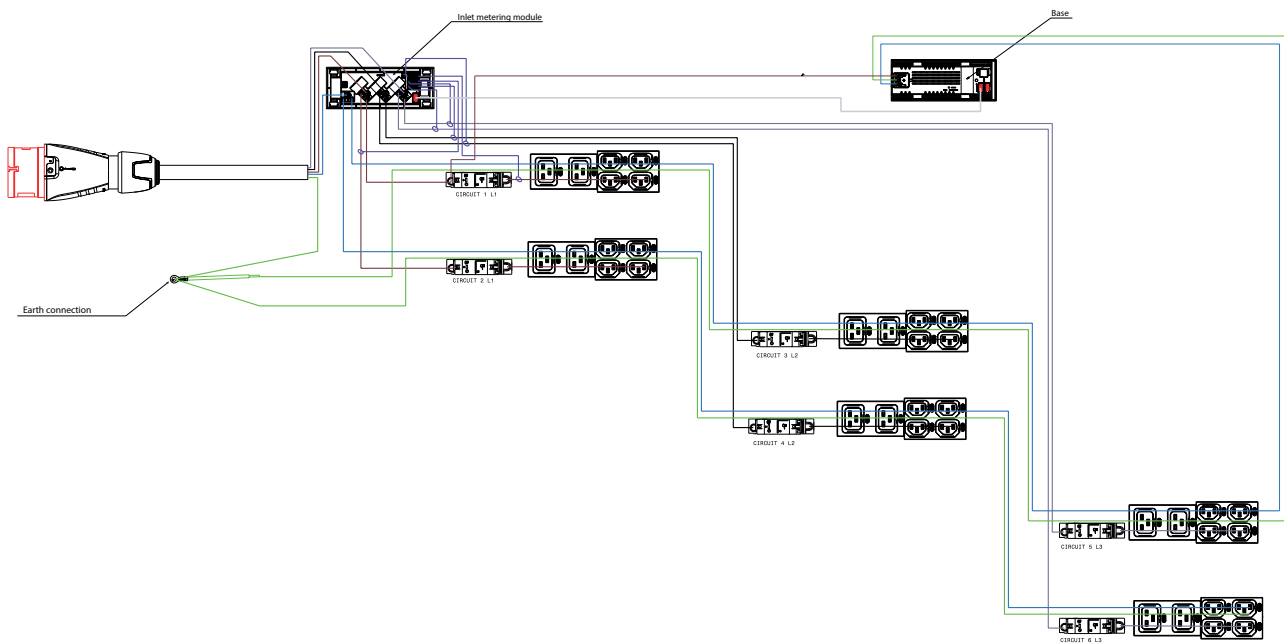 Inlet metering module
Base
CIRCUIT 1 L1
CIRCUIT 2 L1
Earth connection
CIRCUIT 3 L2
CIRCUIT 4 L2
CIRCUIT 5 L3
CIRCUIT 6 L3